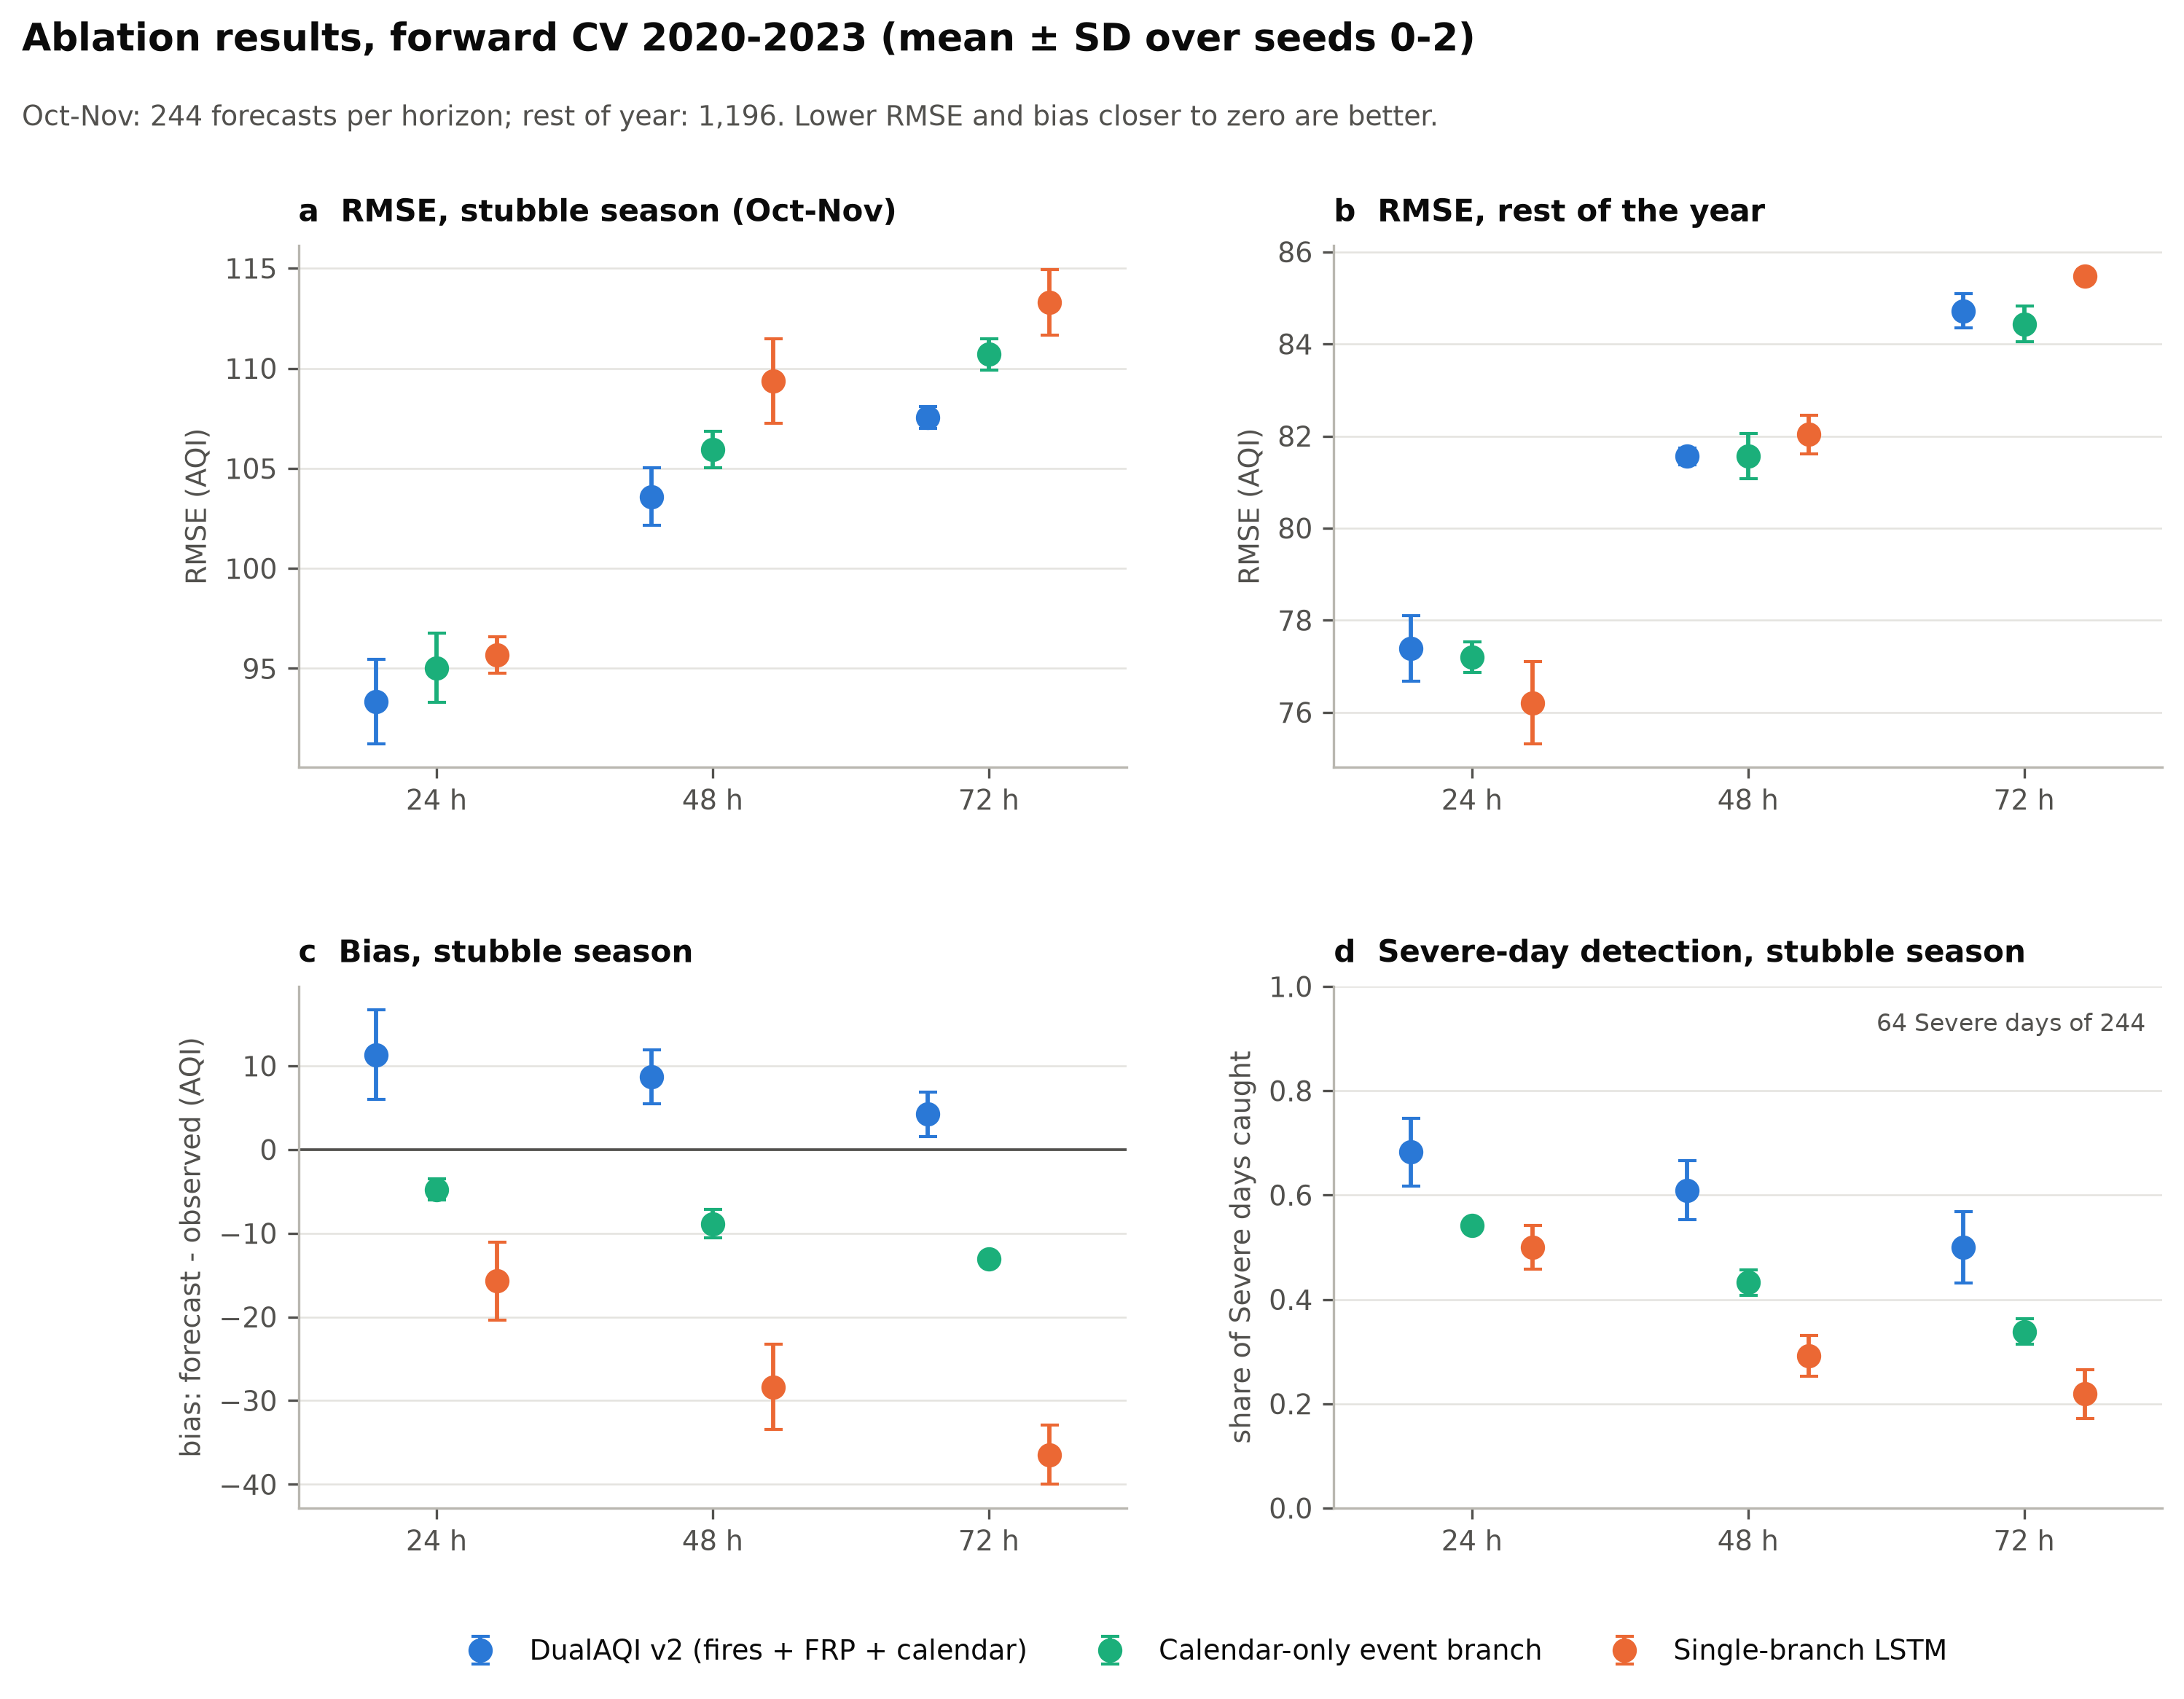 Ablation results, forward CV 2020-2023 (mean ± SD over seeds 0-2)
Oct-Nov: 244 forecasts per horizon; rest of year: 1,196. Lower RMSE and bias closer to zero are better.
a RMSE, stubble season (Oct-Nov)
RMSE (AQI)
115
110
105
100
95
24 h 48 h 72 h
b RMSE, rest of the year
RMSE (AQI)
86
84
82
80
78
76
24 h 48 h 72 h
c Bias, stubble season
bias: forecast - observed (AQI)
10
0
−10
−20
−30
−40
24 h 48 h 72 h
d Severe-day detection, stubble season
share of Severe days caught
1.0
64 Severe days of 244
0.8
0.6
0.4
0.2
0.0
24 h 48 h 72 h
DualAQI v2 (fires + FRP + calendar) Calendar-only event branch Single-branch LSTM